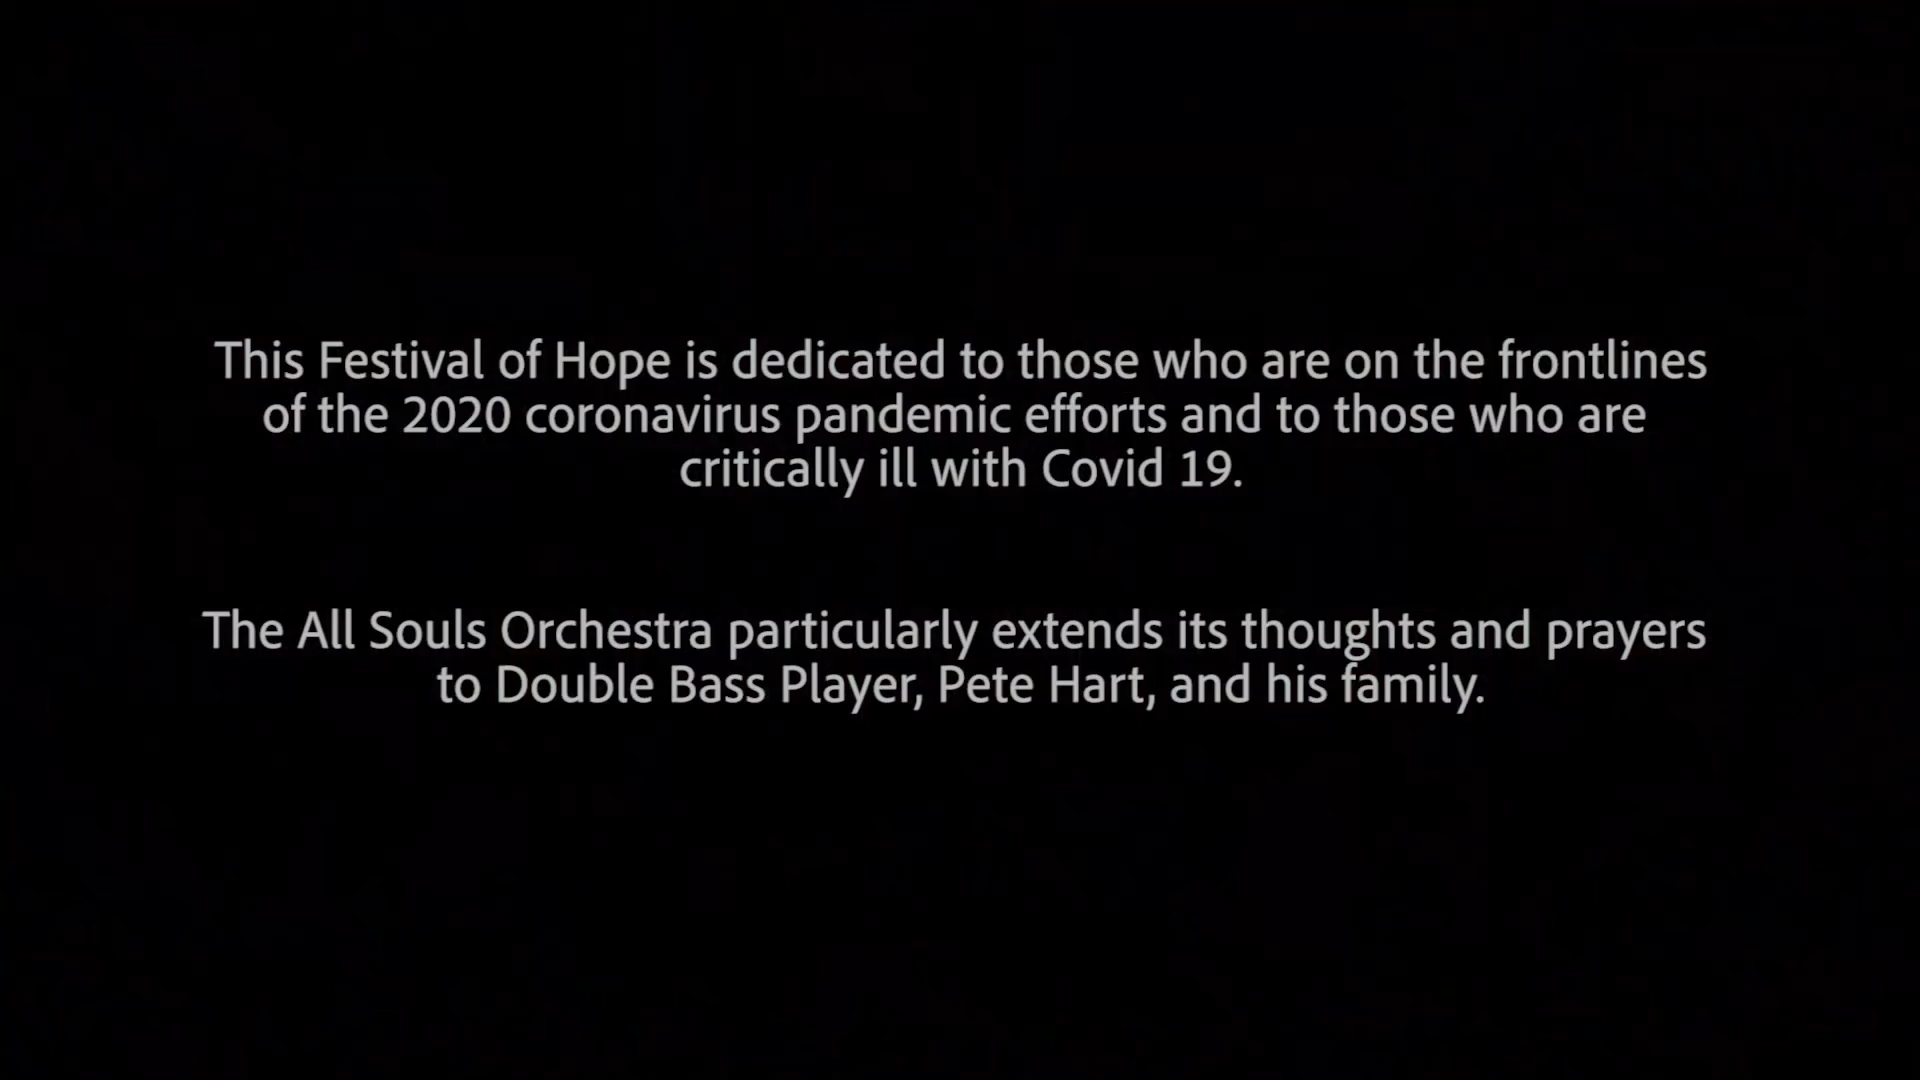 This Festival of Hope is dedicated to those who are on the frontlines
of the 2020 coronavirus pandemic efforts and to those who are
critically ill with Covid 19.
The All Souls Orchestra particularly extends its thoughts and prayers
to Double Bass Player, Pete Hart, and his family.